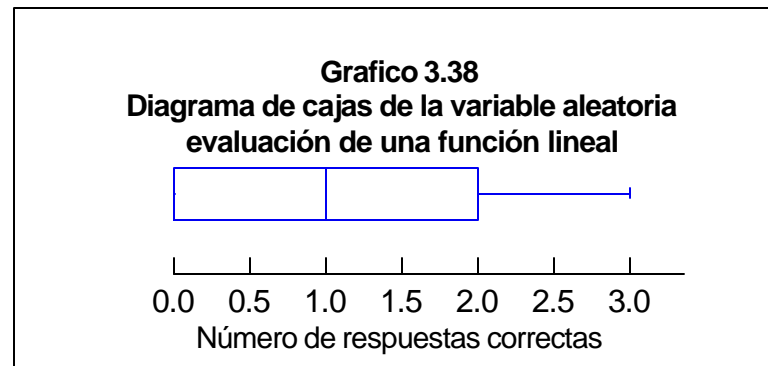 Grafico 3.38
Diagrama de cajas de la variable aleatoria
evaluación de una función lineal
0.0 0.5 1.0 1.5 2.0 2.5 3.0
Número de respuestas correctas